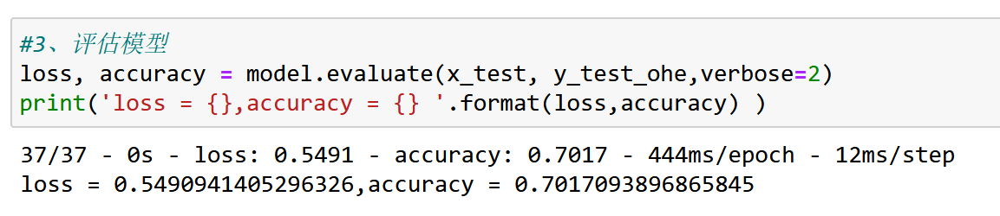 #3、评估模型
loss, accuracy = model.evaluate(x_test, y_test_ohe,verbose=2)
print('loss = {},accuracy = {} '.format(loss,accuracy) )
37/37 - 0s - loss: 0.5491 - accuracy: 0.7017 - 444ms/epoch - 12ms/step
loss = 0.5490941405296326,accuracy = 0.7017093896865845